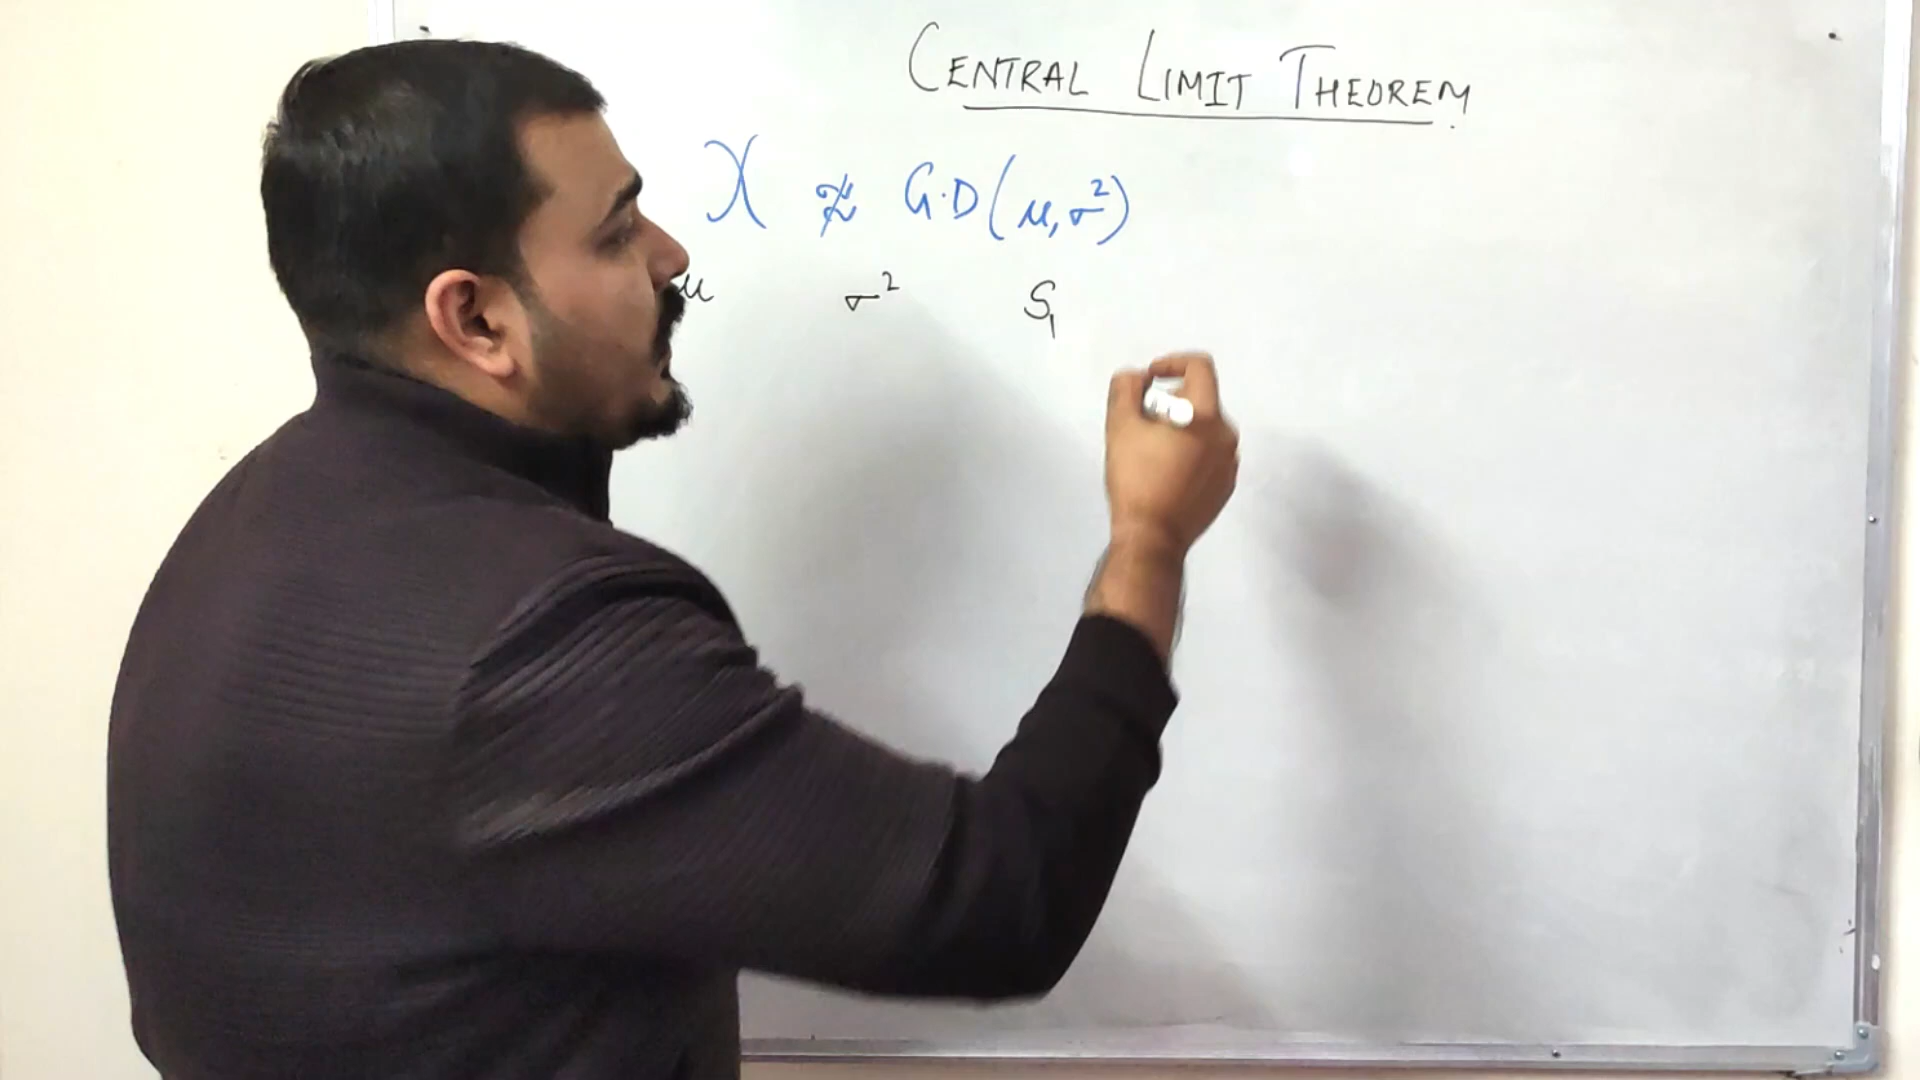 CENTRAL LIMIT THEOREM
X ≉ G.D (μ, σ²)
μ σ² S₁